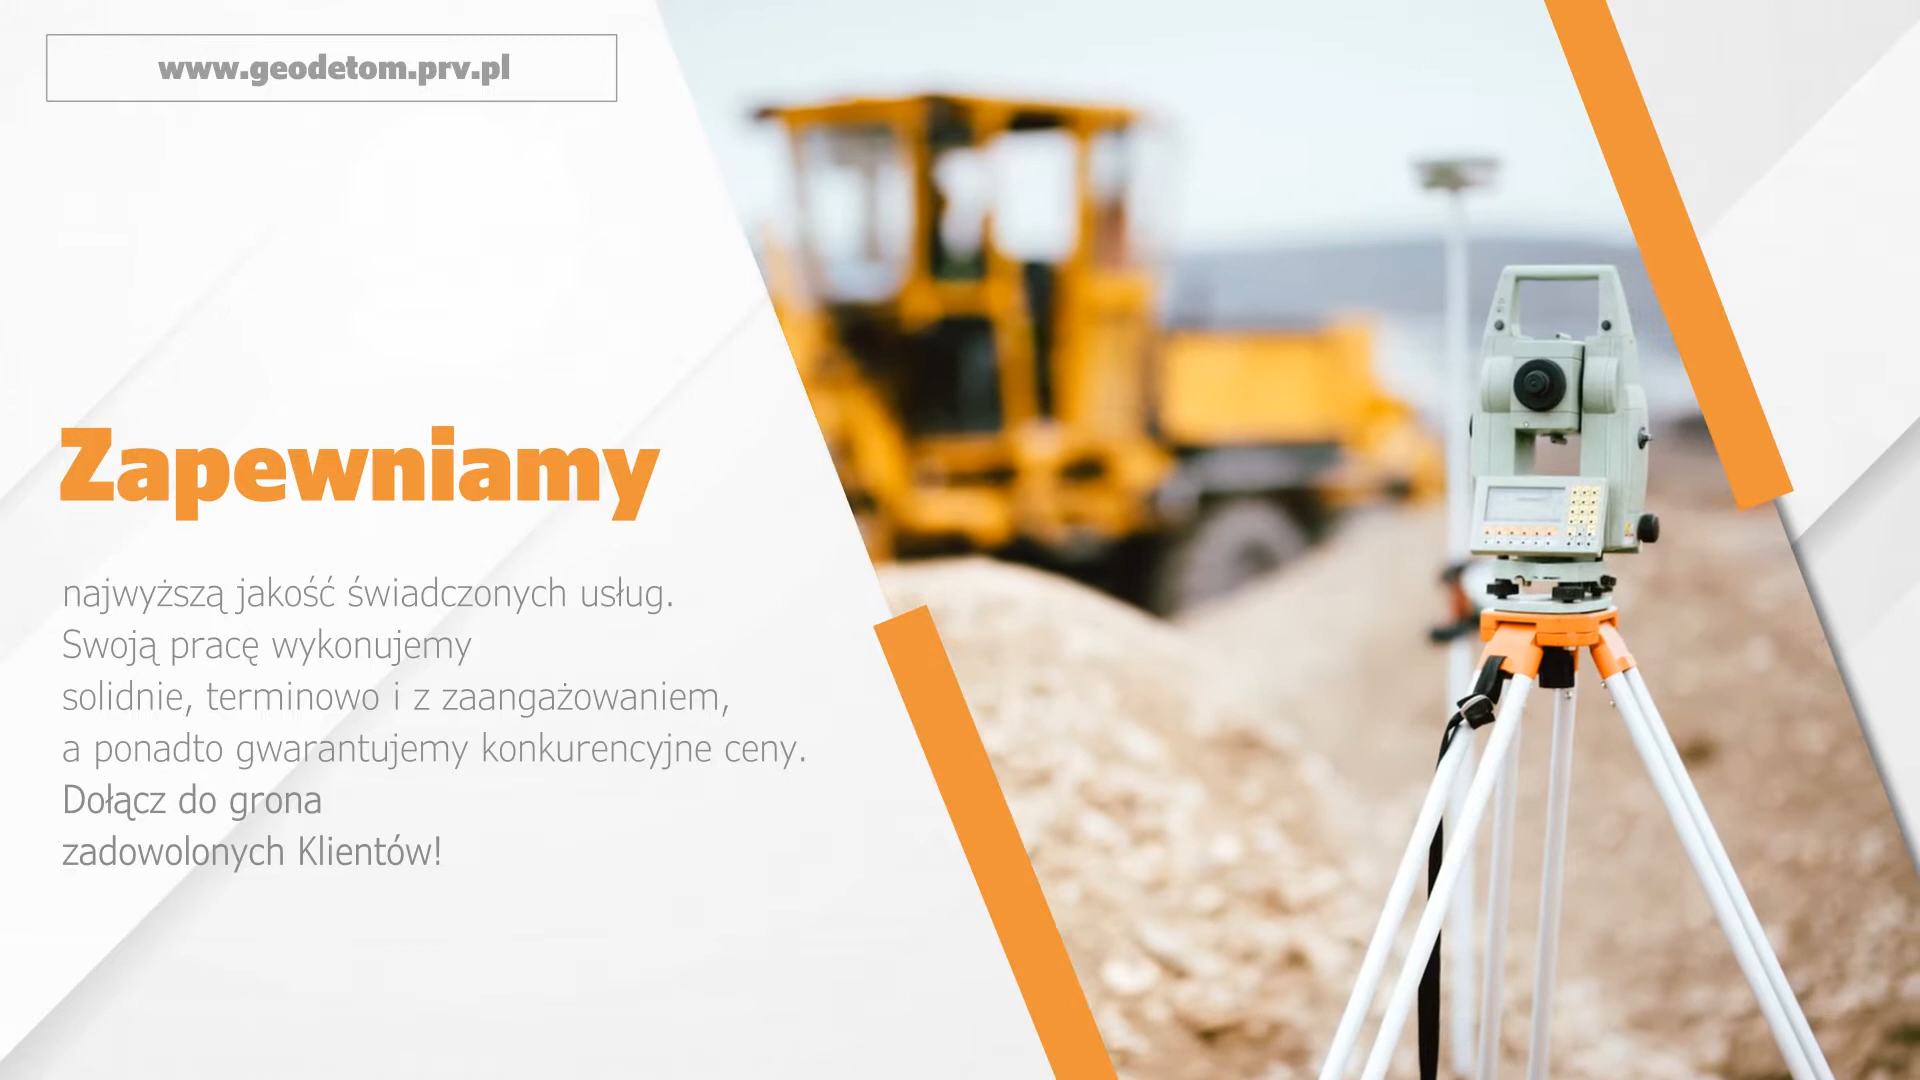 www.geodetom.prv.pl
Zapewniamy
najwyższą jakość świadczonych usług.
Swoją pracę wykonujemy
solidnie, terminowo i z zaangażowaniem,
a ponadto gwarantujemy konkurencyjne ceny.
Dołącz do grona
zadowolonych Klientów!